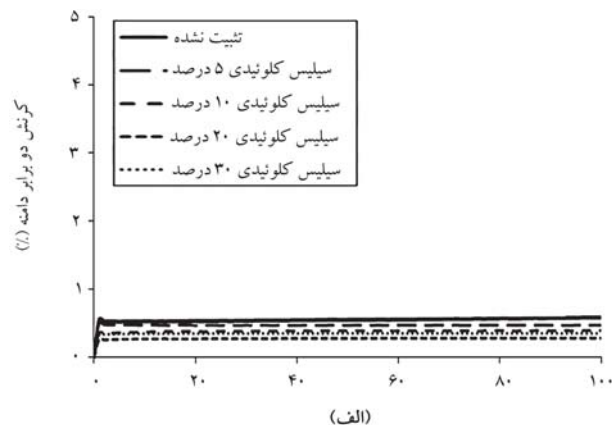 ۵
۴
۳
۲
۱
۰
کرنش دو برابر دامنه (٪)
تثبیت نشده
سیلیس کلوئیدی ۵ درصد
سیلیس کلوئیدی ۱۰ درصد
سیلیس کلوئیدی ۲۰ درصد
سیلیس کلوئیدی ۳۰ درصد
۰ ۲۰ ۴۰ ۶۰ ۸۰ ۱۰۰
(الف)